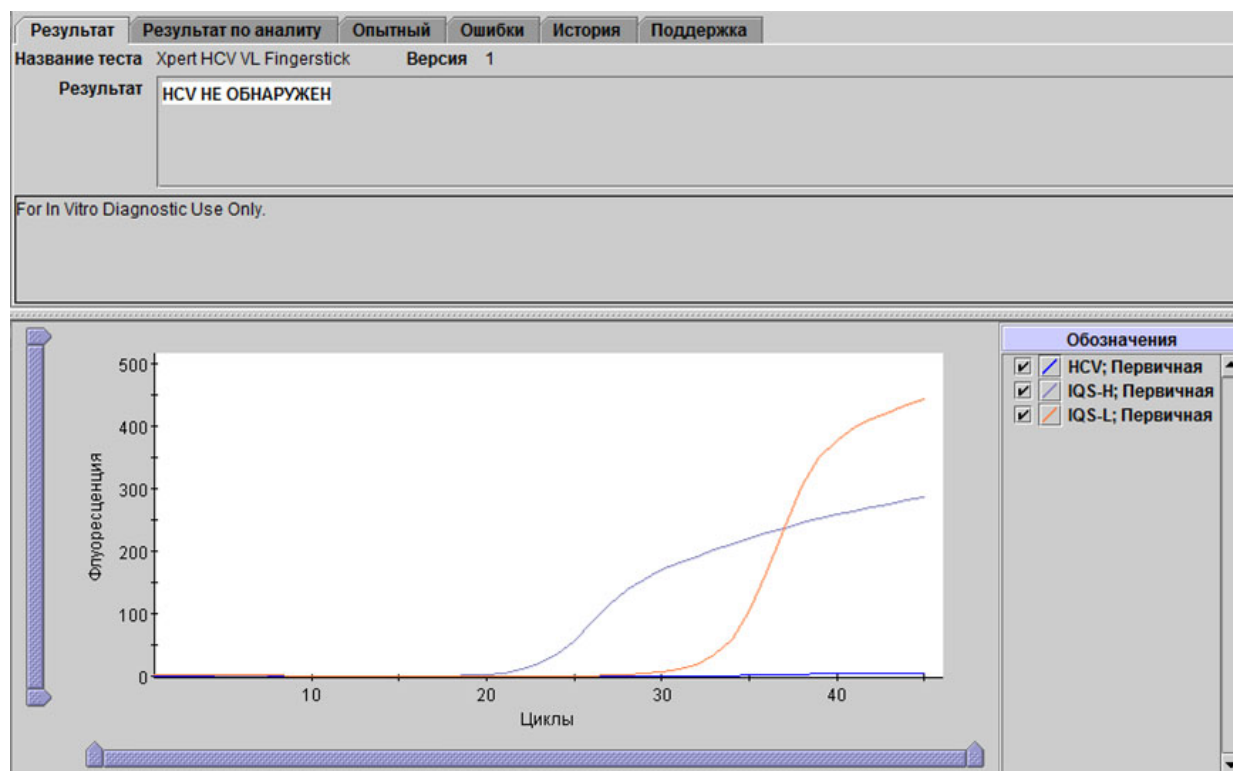 Результат Результат по аналиту Опытный Ошибки История Поддержка
Название теста Xpert HCV VL Fingerstick Версия 1
Результат HCV НЕ ОБНАРУЖЕН
For In Vitro Diagnostic Use Only.
Обозначения
HCV; Первичная
IQS-H; Первичная
IQS-L; Первичная
500
400
300
200
100
0
Флуоресценция
10 20 30 40
Циклы